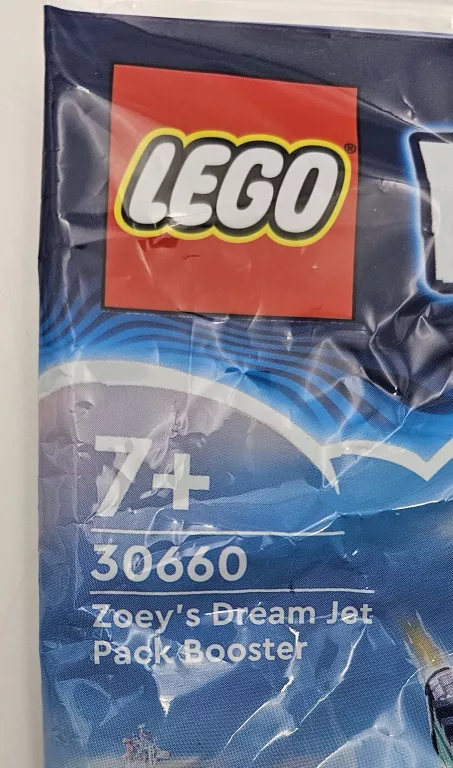 LEGO®
7+
30660
Zoey's Dream Jet
Pack Booster